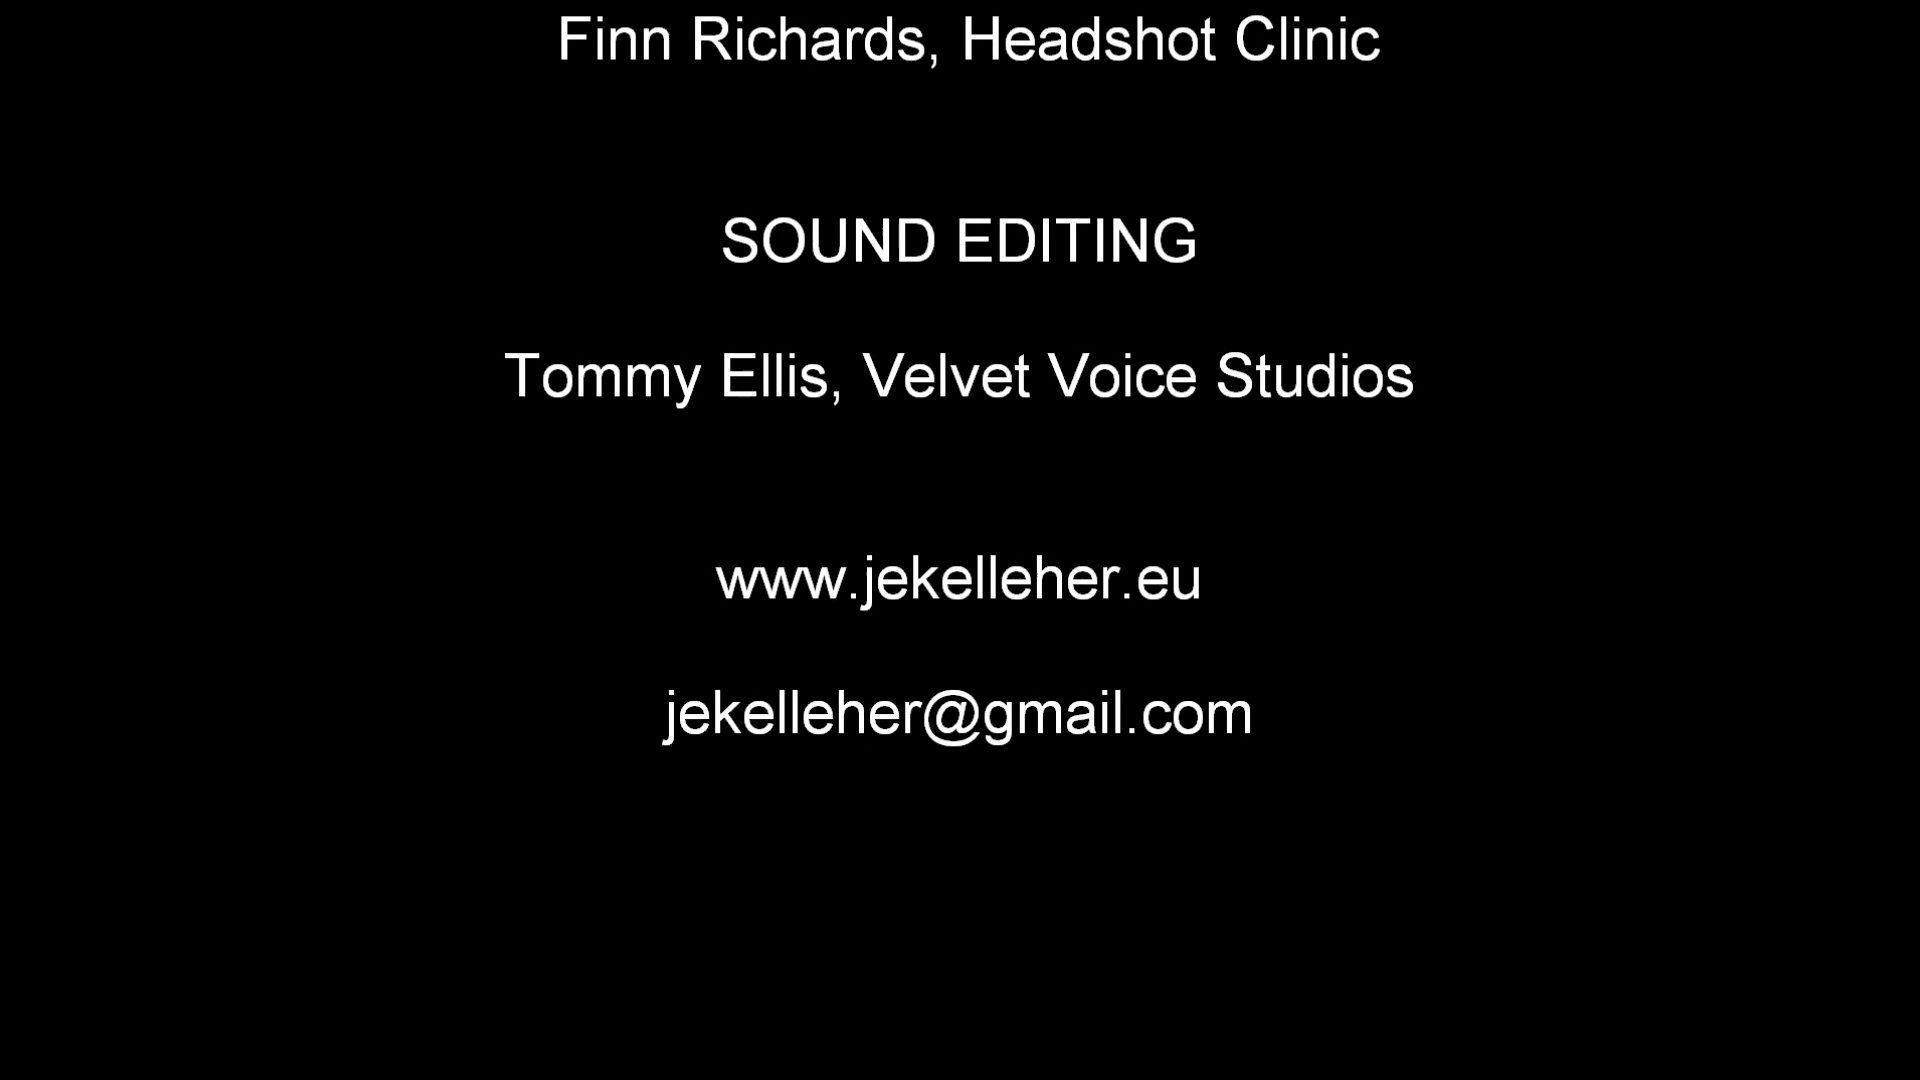 Finn Richards, Headshot Clinic
SOUND EDITING
Tommy Ellis, Velvet Voice Studios
www.jekelleher.eu
jekelleher@gmail.com